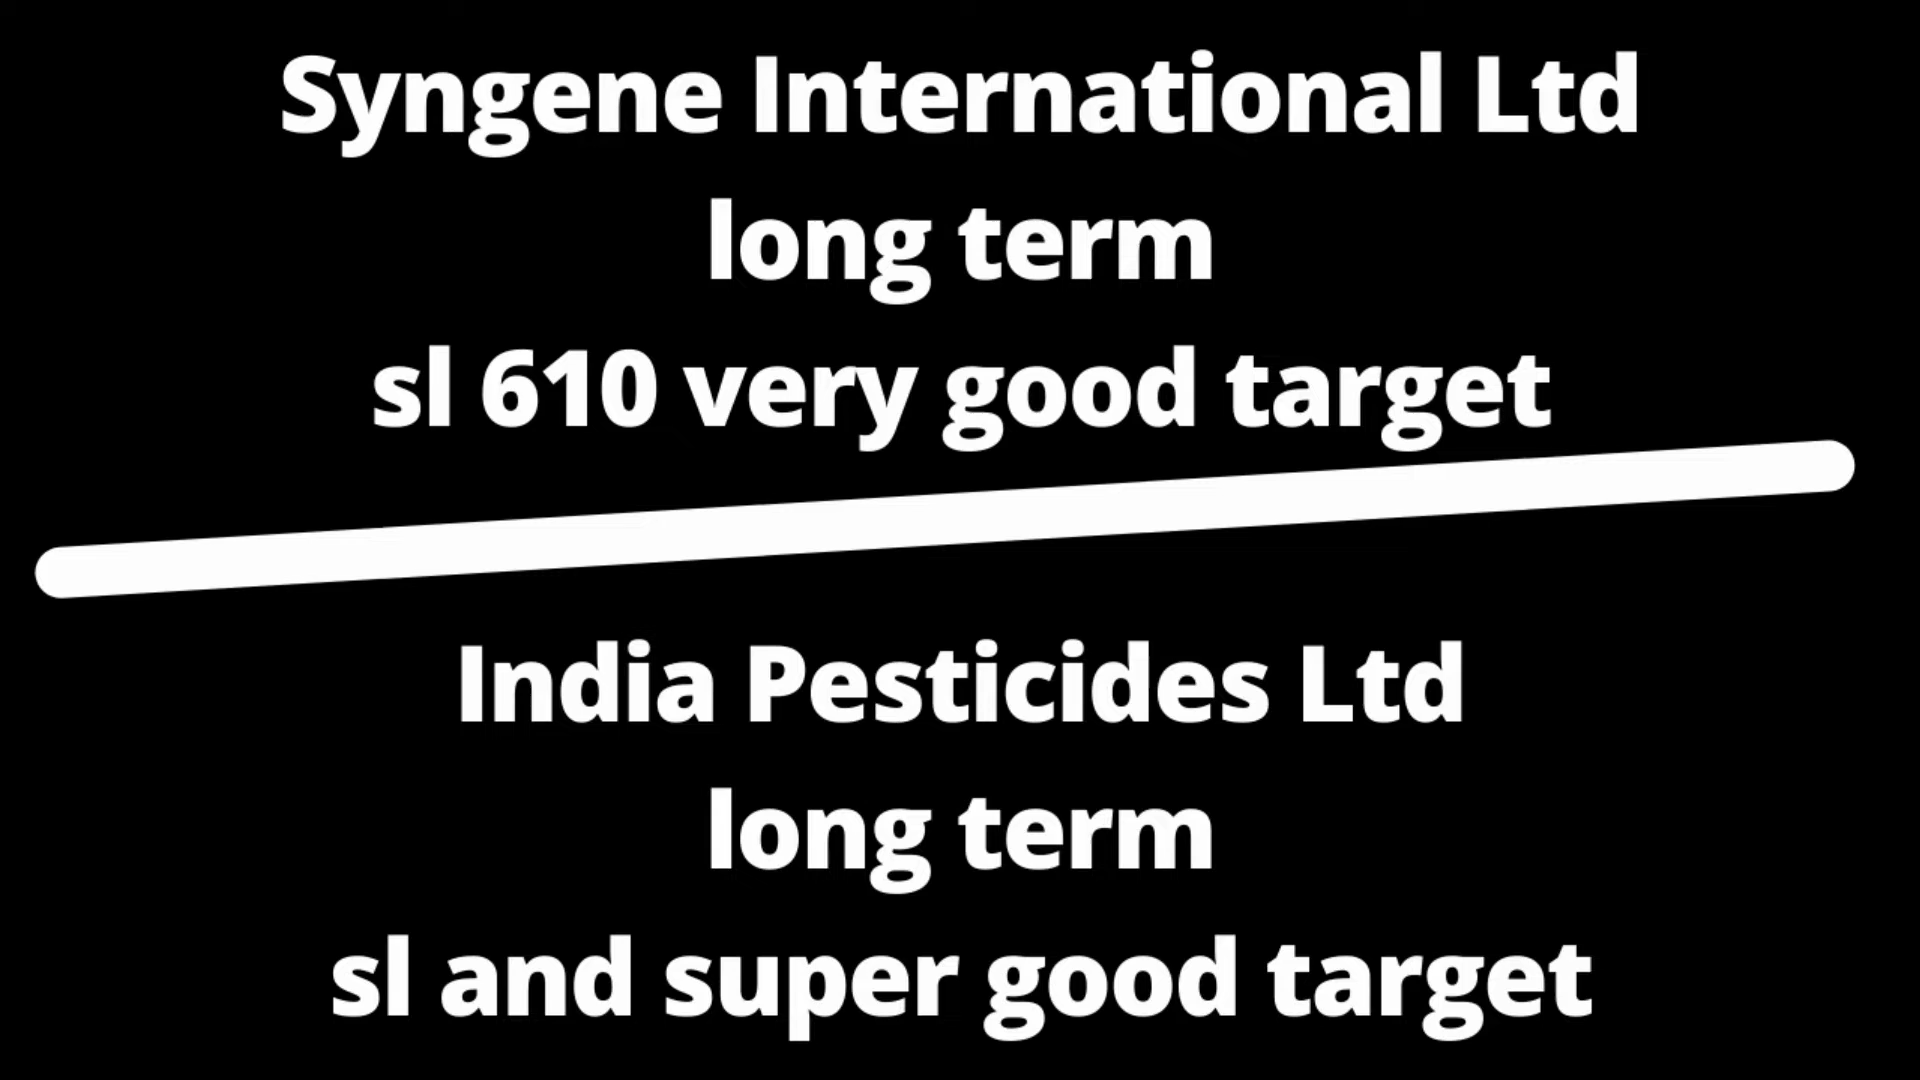 Syngene International Ltd
long term
sl 610 very good target
India Pesticides Ltd
long term
sl and super good target